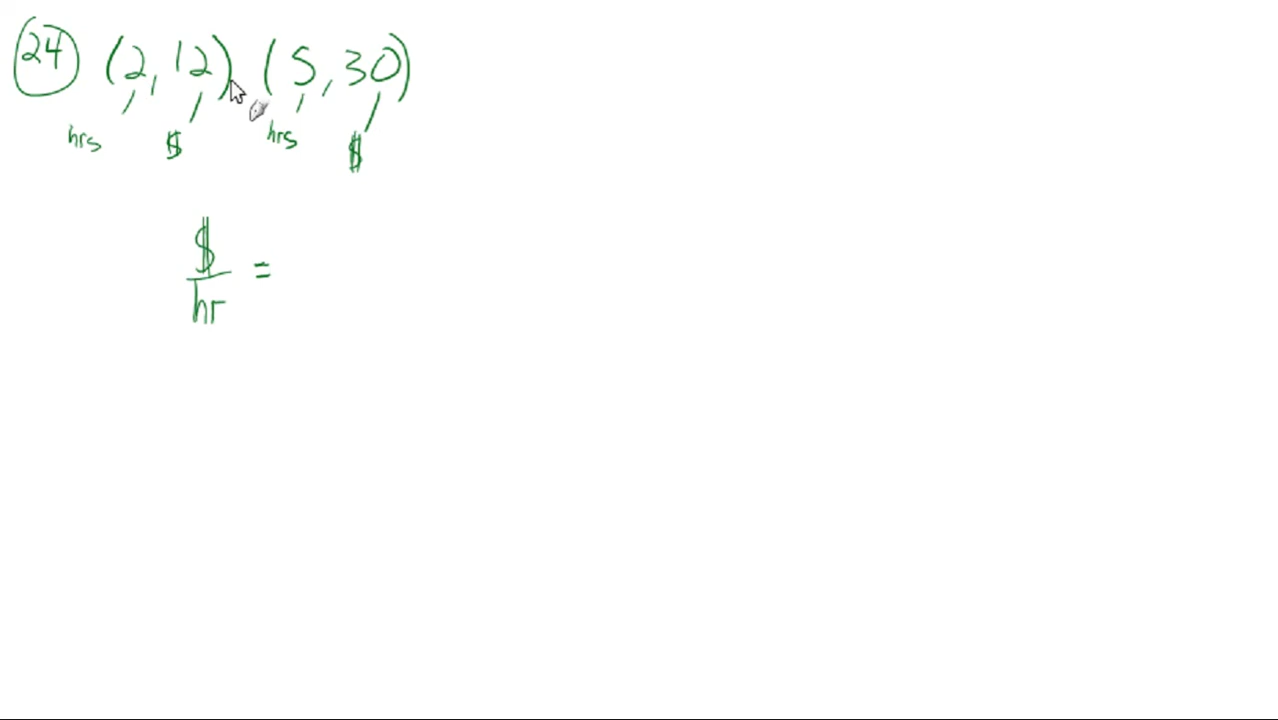 24 (2, 12), (5, 30)
hrs $ hrs $
$/hr =